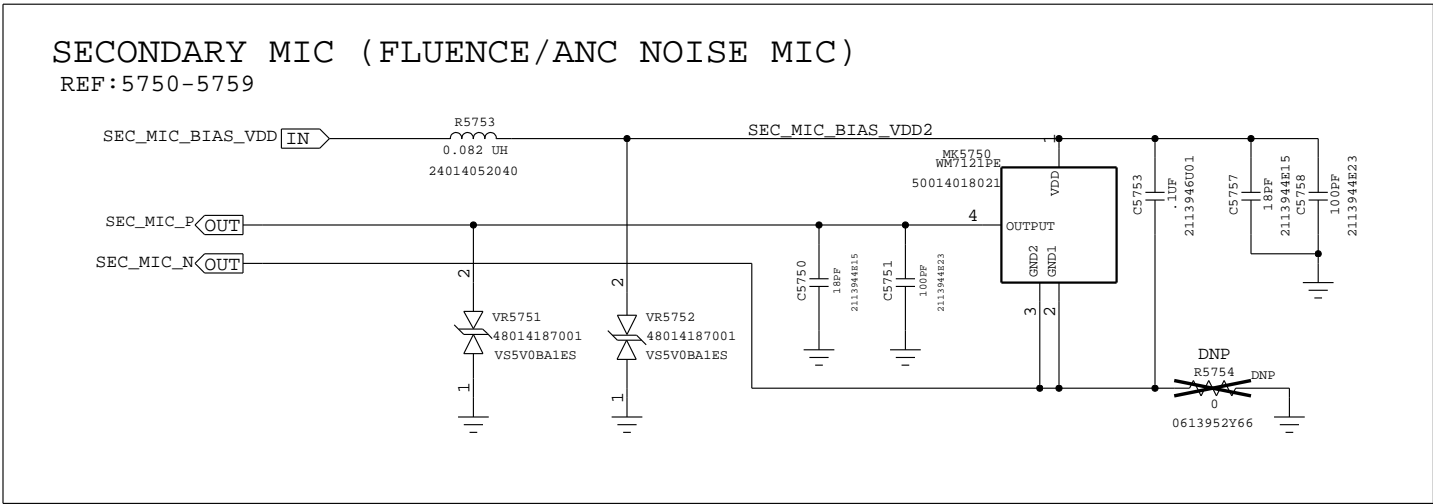 SECONDARY MIC (FLUENCE/ANC NOISE MIC)
REF:5750-5759
SEC_MIC_BIAS_VDD IN
R5753
0.082 UH
24014052040
SEC_MIC_BIAS_VDD2
MK5750
WM7121PE
50014018021
1
VDD
4
OUTPUT
GND2
GND1
3
2
C5753
.1UF
2113946U01
C5757
18PF
2113944E15
C5758
100PF
2113944E23
SEC_MIC_P OUT
SEC_MIC_N OUT
2
VR5751
48014187001
VS5V0BA1ES
1
2
VR5752
48014187001
VS5V0BA1ES
1
C5750
18PF
2113944E15
C5751
100PF
2113944E23
DNP
R5754
DNP
0
0613952Y66